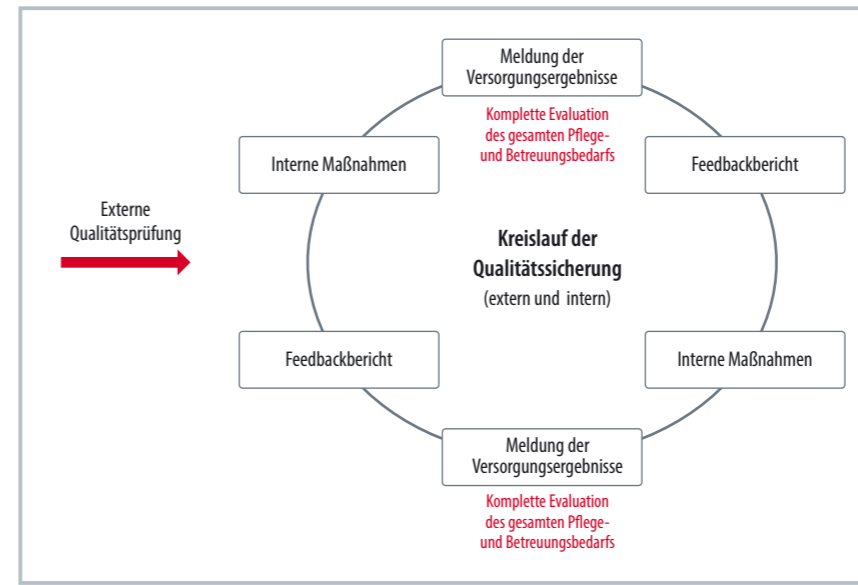 Meldung der
Versorgungsergebnisse
Komplette Evaluation
des gesamten Pflege-
und Betreuungsbedarfs
Interne Maßnahmen
Feedbackbericht
Externe
Qualitätsprüfung
Kreislauf der
Qualitätssicherung
(extern und intern)
Feedbackbericht
Interne Maßnahmen
Meldung der
Versorgungsergebnisse
Komplette Evaluation
des gesamten Pflege-
und Betreuungsbedarfs